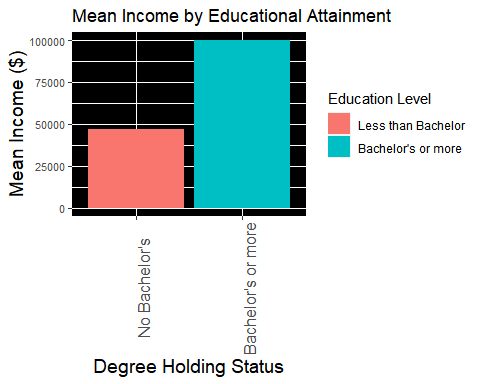 Mean Income by Educational Attainment
Mean Income ($)
100000
75000
50000
25000
0
No Bachelor's
Bachelor's or more
Degree Holding Status
Education Level
Less than Bachelor
Bachelor's or more